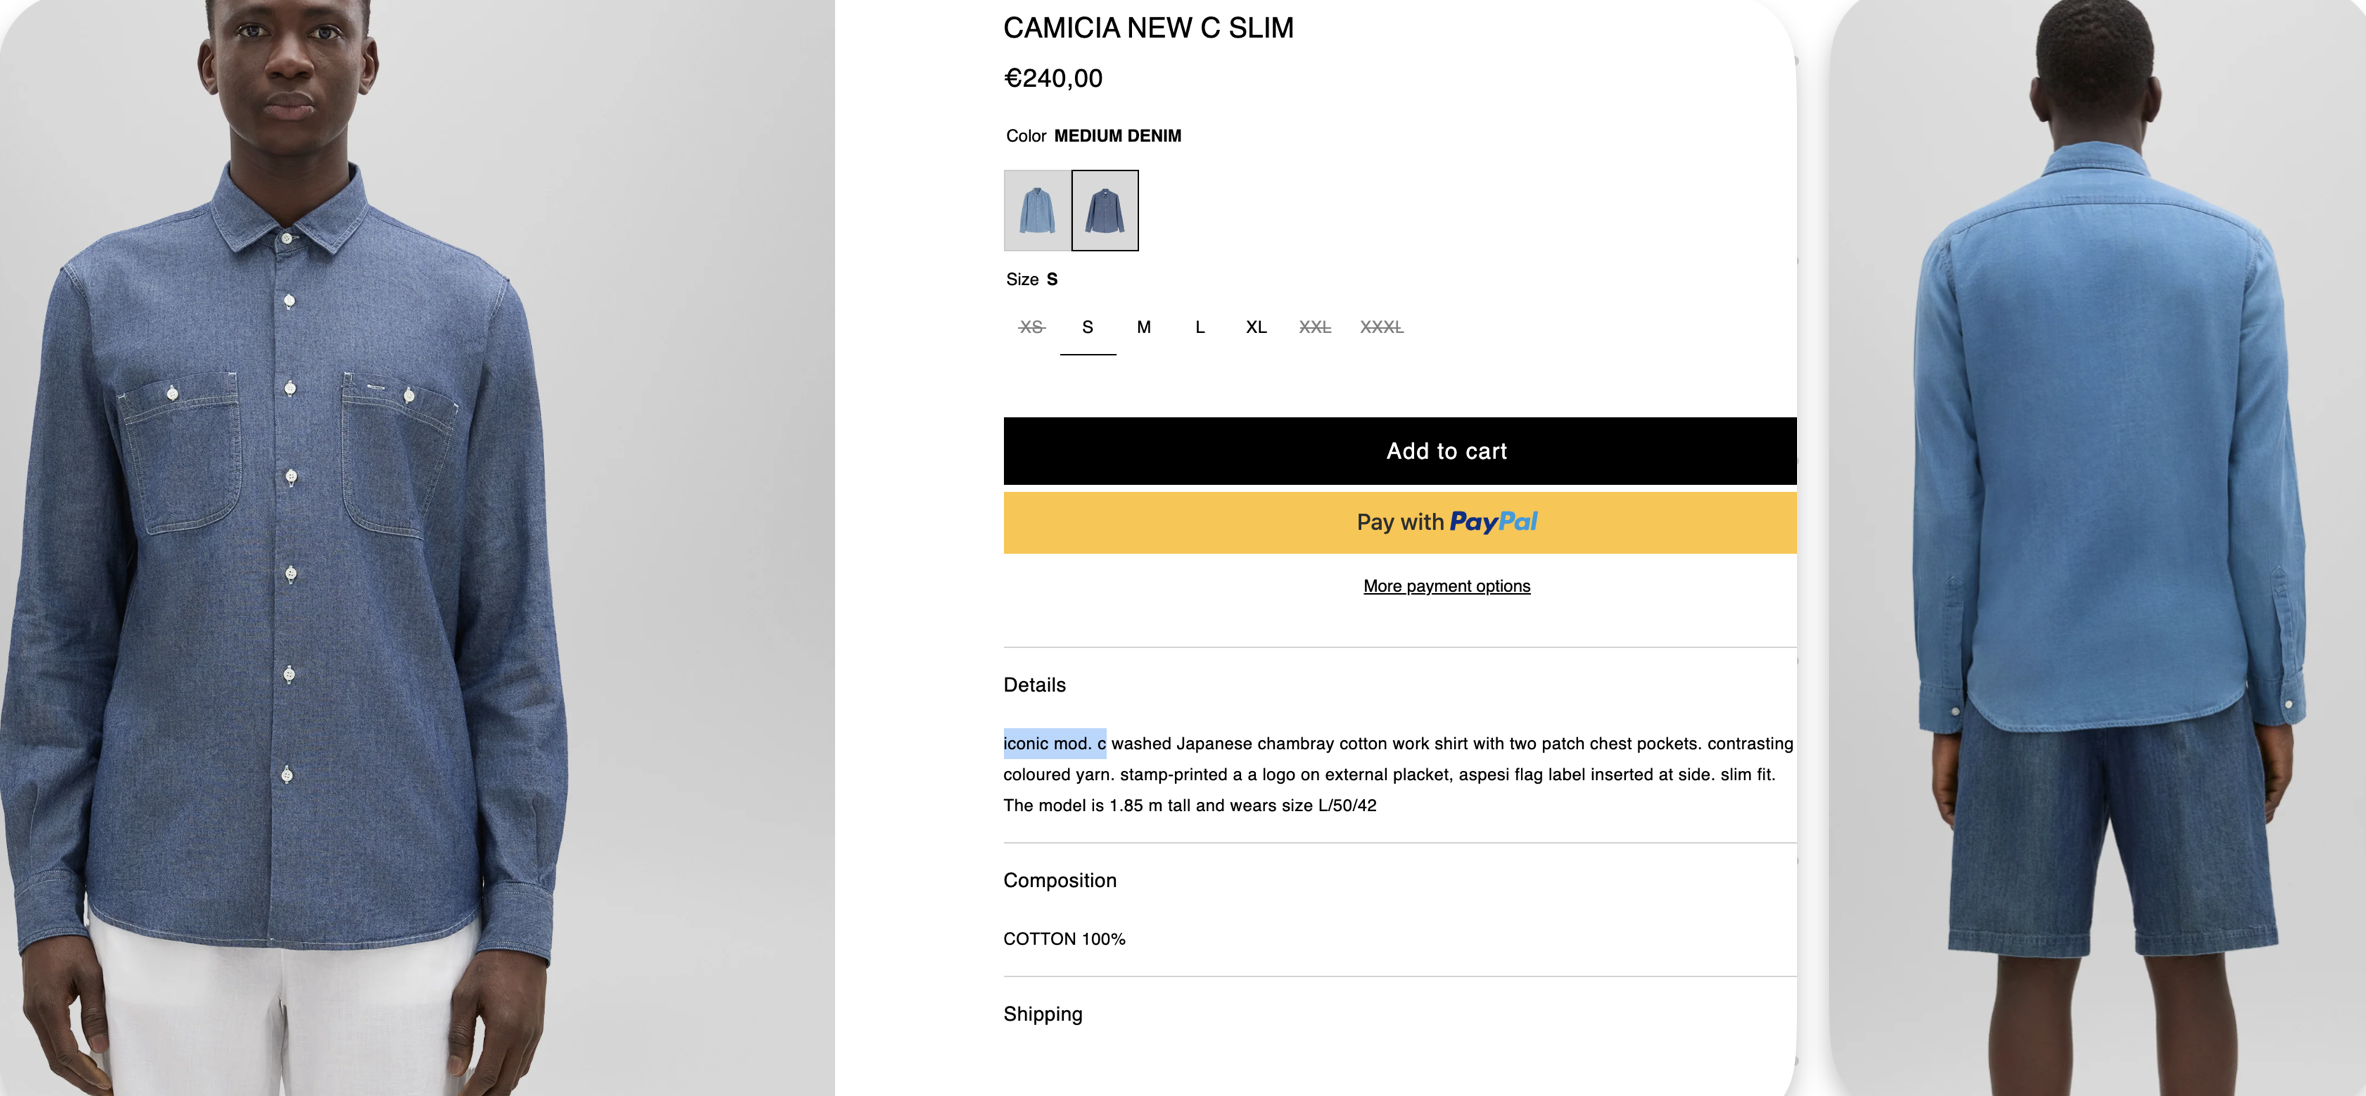 CAMICIA NEW C SLIM
€240,00
Color MEDIUM DENIM
Size S
XS S M L XL XXL XXXL
Add to cart
Pay with PayPal
More payment options
Details
iconic mod. c washed Japanese chambray cotton work shirt with two patch chest pockets. contrasting
coloured yarn. stamp-printed a a logo on external placket, aspesi flag label inserted at side. slim fit.
The model is 1.85 m tall and wears size L/50/42
Composition
COTTON 100%
Shipping